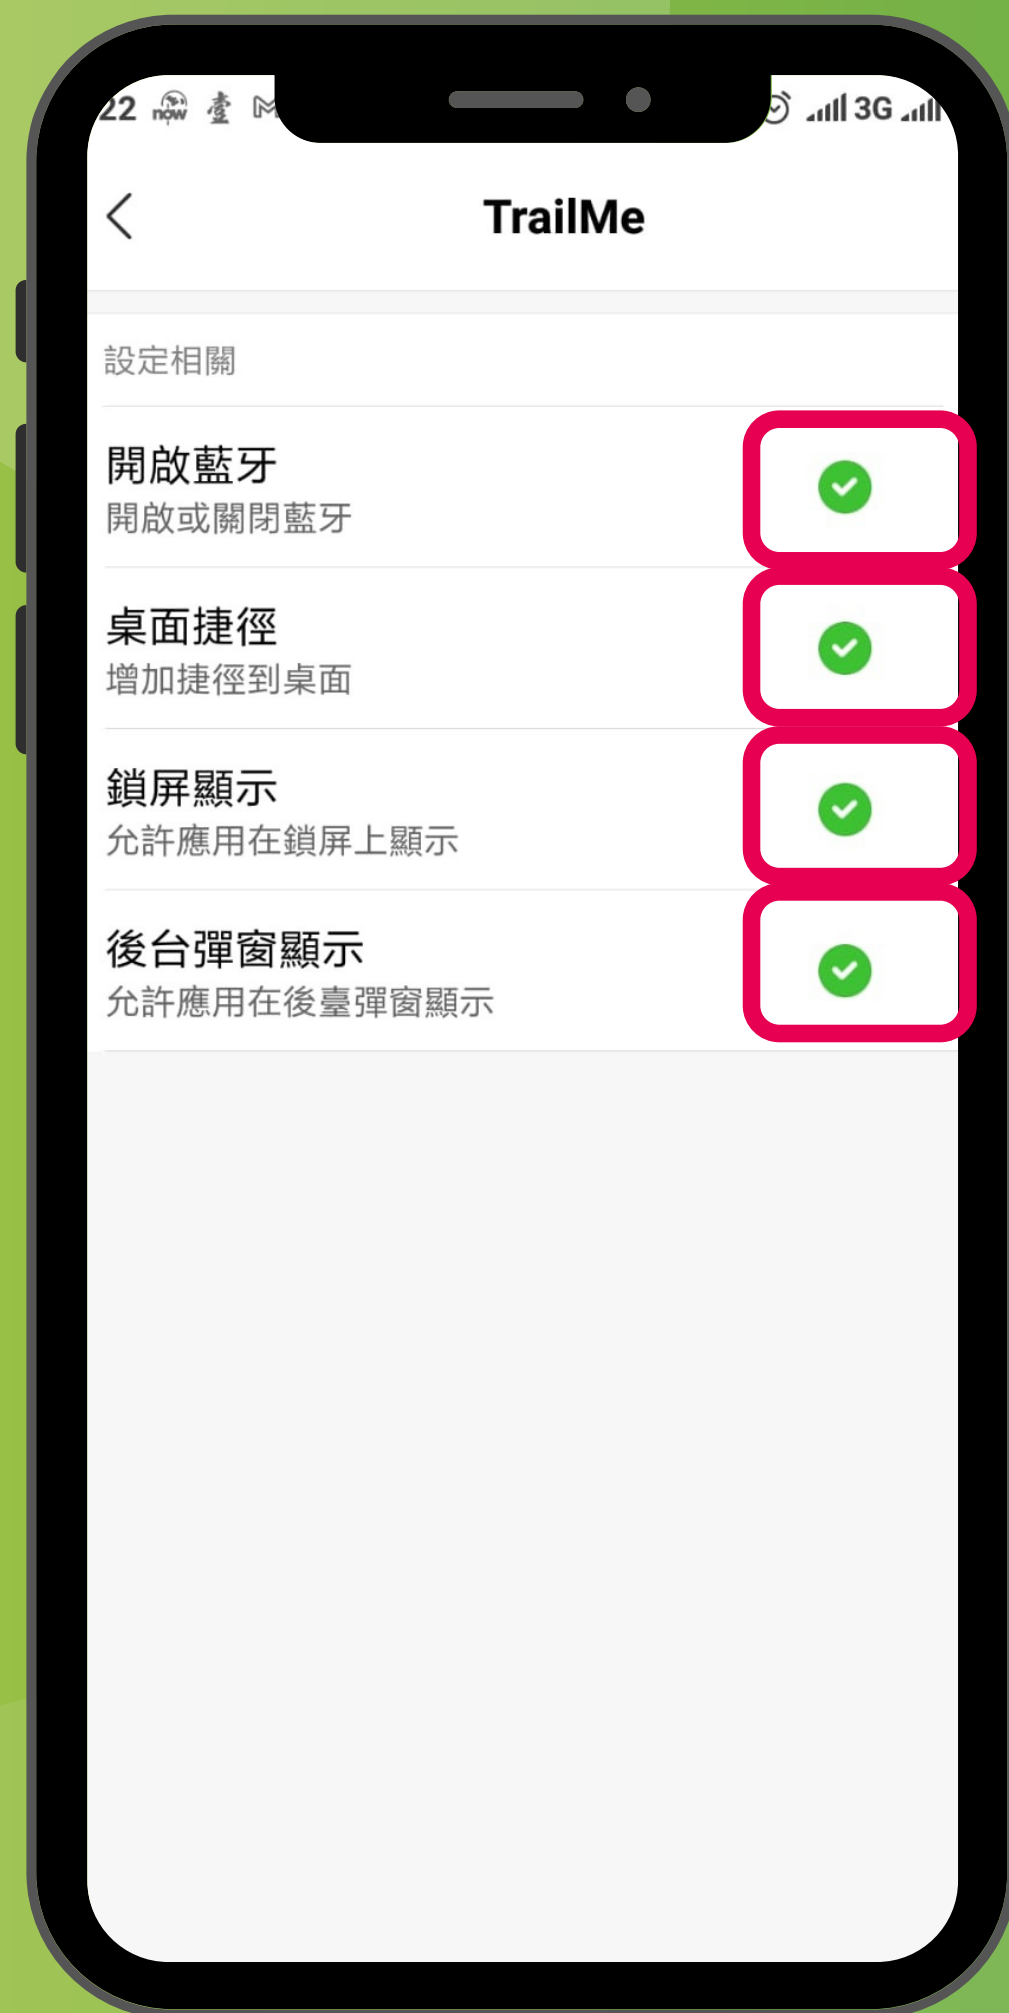 22 now 壹 M 3G
TrailMe
設定相關
開啟藍牙
開啟或關閉藍牙
桌面捷徑
增加捷徑到桌面
鎖屏顯示
允許應用在鎖屏上顯示
後台彈窗顯示
允許應用在後臺彈窗顯示